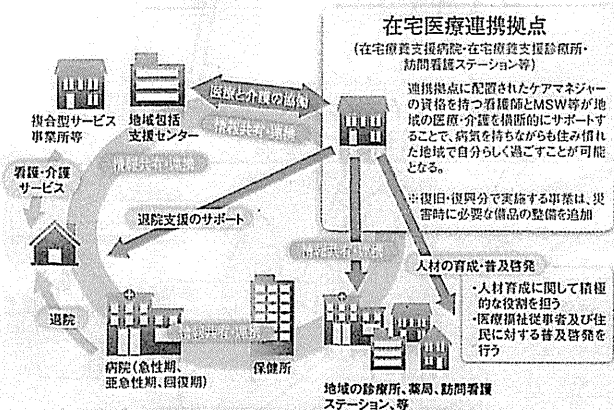 在宅医療連携拠点
(在宅療養支援病院・在宅療養支援診療所・
訪問看護ステーション等)
連携拠点に配置されたケアマネジャー
の資格を持つ看護師とMSW等が地
域の医療・介護を横断的にサポートす
ることで、病気を持ちながらも住み慣れ
た地域で自分らしく過ごすことが可能
となる。
※復旧・復興分で実施する事業は、災
害時に必要な備品の整備を追加
医療と介護の協働
情報共有・連携
複合型サービス
事業所等
地域包括
支援センター
情報共有・連携
看護・介護
サービス
退院支援のサポート
情報共有・連携
人材の育成・普及啓発
・人材育成に関して積極
的な役割を担う
・医療福祉従事者及び住
民に対する普及啓発を
行う
退院
情報共有・連携
病院(急性期、
亜急性期、回復期)
保健所
地域の診療所、薬局、訪問看護
ステーション、等